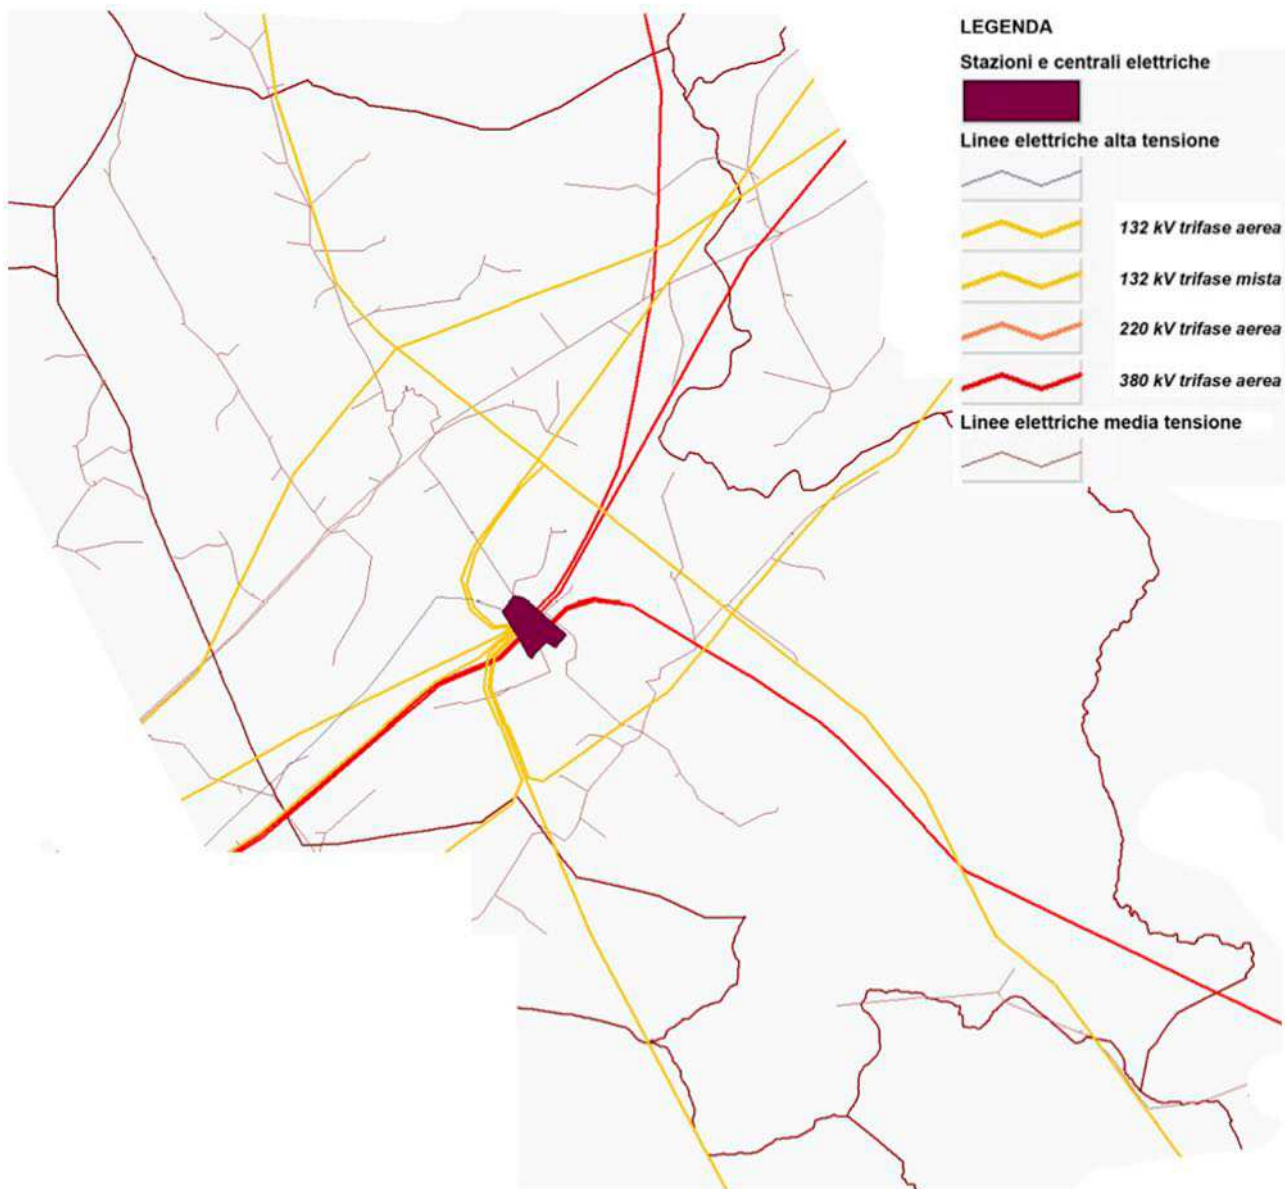 LEGENDA
Stazioni e centrali elettriche
Linee elettriche alta tensione
132 kV trifase aerea
132 kV trifase mista
220 kV trifase aerea
380 kV trifase aerea
Linee elettriche media tensione